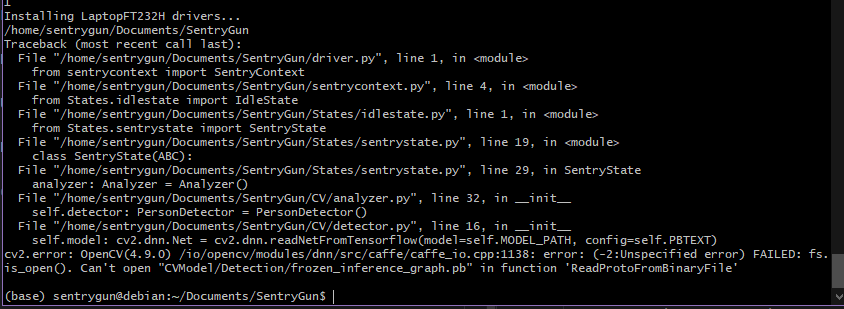 Installing LaptopFT232H drivers...
/home/sentrygun/Documents/SentryGun
Traceback (most recent call last):
  File "/home/sentrygun/Documents/SentryGun/driver.py", line 1, in <module>
    from sentrycontext import SentryContext
  File "/home/sentrygun/Documents/SentryGun/sentrycontext.py", line 4, in <module>
    from States.idlestate import IdleState
  File "/home/sentrygun/Documents/SentryGun/States/idlestate.py", line 1, in <module>
    from States.sentrystate import SentryState
  File "/home/sentrygun/Documents/SentryGun/States/sentrystate.py", line 19, in <module>
    class SentryState(ABC):
  File "/home/sentrygun/Documents/SentryGun/States/sentrystate.py", line 29, in SentryState
    analyzer: Analyzer = Analyzer()
  File "/home/sentrygun/Documents/SentryGun/CV/analyzer.py", line 32, in __init__
    self.detector: PersonDetector = PersonDetector()
  File "/home/sentrygun/Documents/SentryGun/CV/detector.py", line 16, in __init__
    self.model: cv2.dnn.Net = cv2.dnn.readNetFromTensorflow(model=self.MODEL_PATH, config=self.PBTEXT)
cv2.error: OpenCV(4.9.0) /io/opencv/modules/dnn/src/caffe/caffe_io.cpp:1138: error: (-2:Unspecified error) FAILED: fs.
is_open(). Can't open "CVModel/Detection/frozen_inference_graph.pb" in function 'ReadProtoFromBinaryFile'
(base) sentrygun@debian:~/Documents/SentryGun$